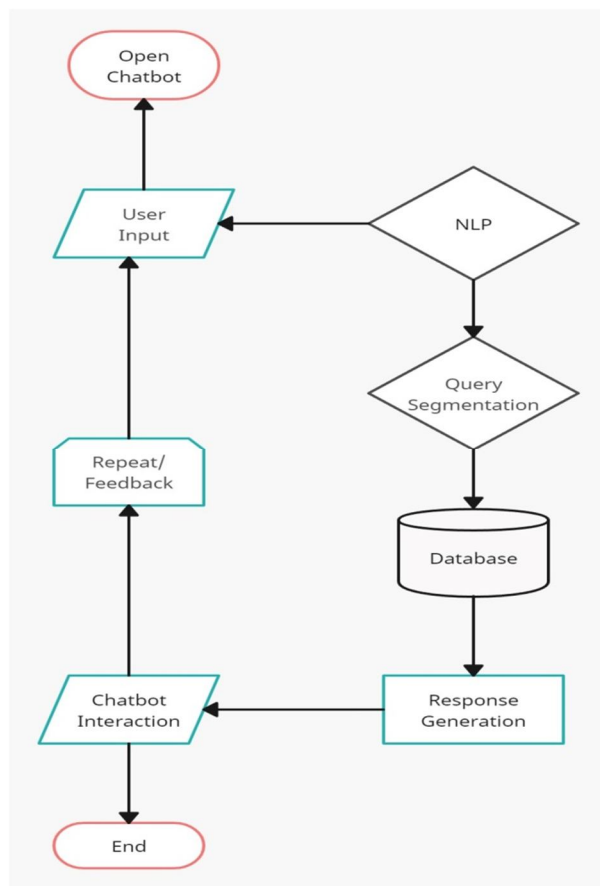 Open
Chatbot
User
Input
NLP
Query
Segmentation
Repeat/
Feedback
Database
Chatbot
Interaction
Response
Generation
End